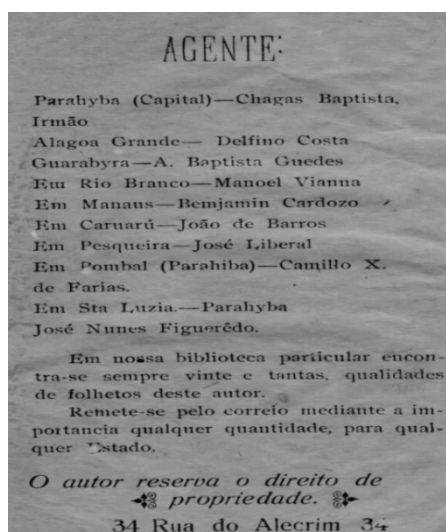 AGENTE:
Parahyba (Capital)—Chagas Baptista,
Irmão
Alagoa Grande— Delfino Costa
Guarabyra—A. Baptista Guedes
Em Rio Branco—Manoel Vianna
Em Manaus—Bemjamin Cardozo
Em Caruarú—João de Barros
Em Pesqueira—José Liberal
Em Pombal (Parahiba)—Camillo X.
de Farias.
Em Sta Luzia.—Parahyba
José Nunes Figuerêdo.
Em nossa biblioteca particular encon-
tra-se sempre vinte e tantas, qualidades
de folhetos deste autor.
Remete-se pelo correio mediante a im-
portancia qualquer quantidade, para qual-
quer Estado,
O autor reserva o direito de
propriedade.
34 Rua do Alecrim 34